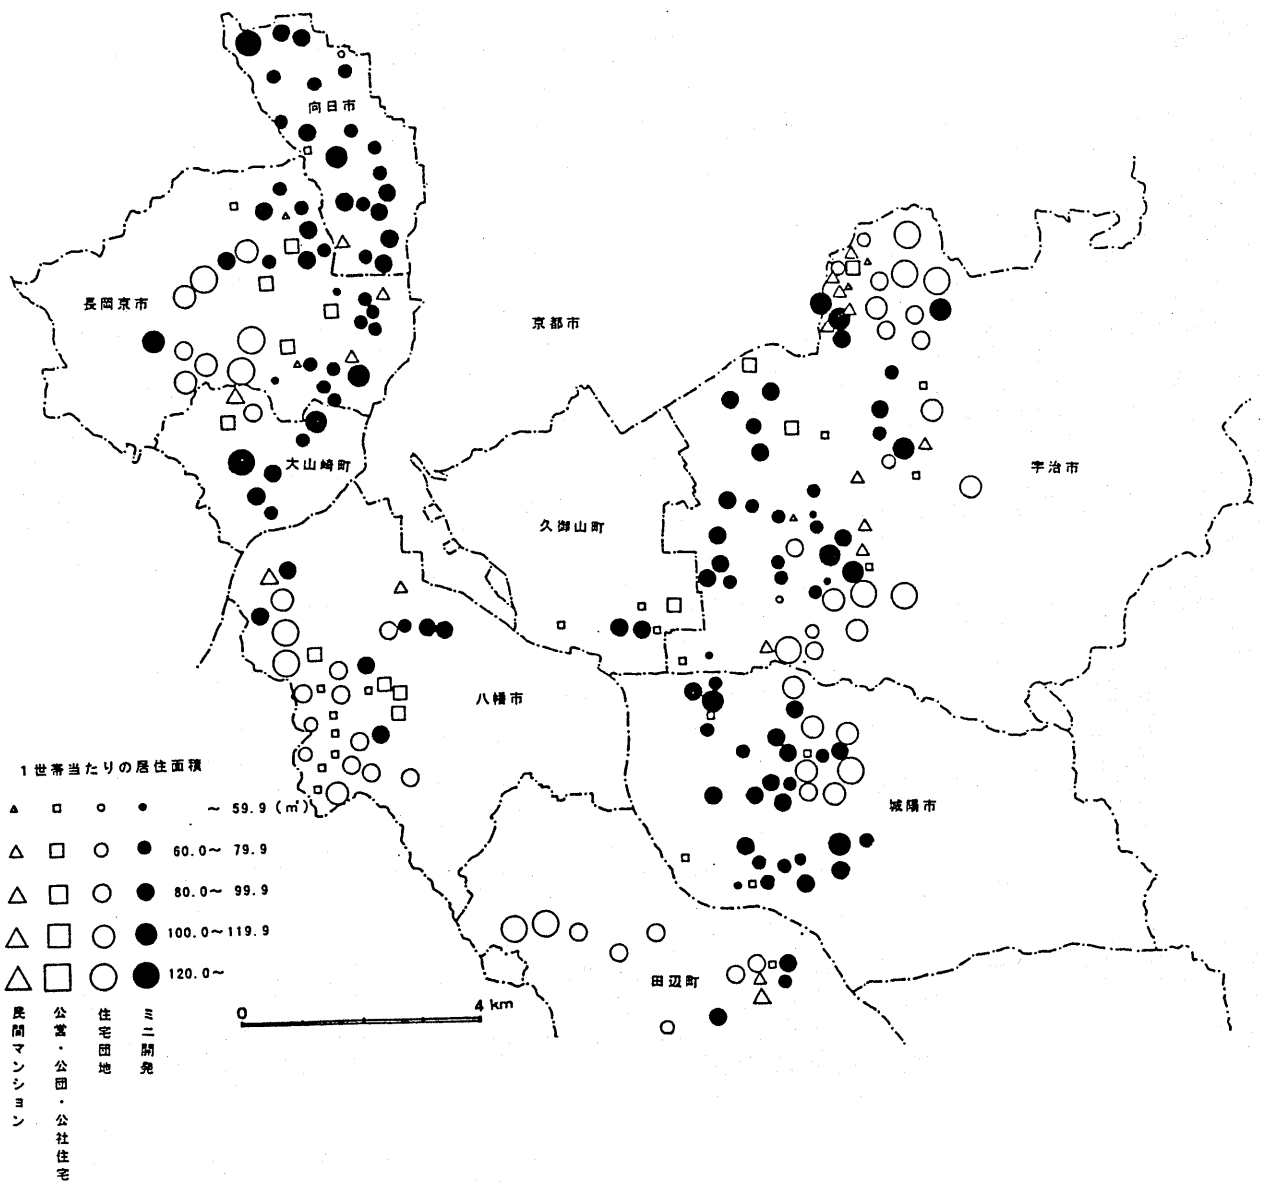 向日市
長岡京市
京都市
大山崎町
宇治市
久御山町
八幡市
1世帯当たりの居住面積
～ 59.9 (㎡)
60.0～ 79.9
80.0～ 99.9
100.0～119.9
120.0～
城陽市
田辺町
0
4 km
民間マンション
公営・公団・公社住宅
住宅団地
ミニ開発